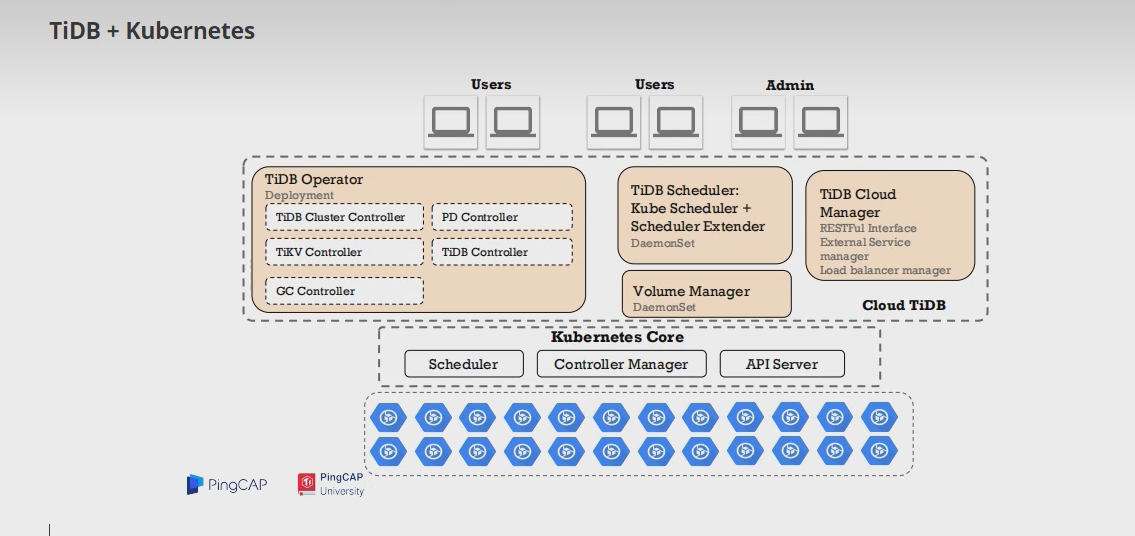 TiDB + Kubernetes
Users
Users
Admin
TiDB Operator
Deployment
TiDB Cluster Controller
PD Controller
TiKV Controller
TiDB Controller
GC Controller
TiDB Scheduler:
Kube Scheduler +
Scheduler Extender
DaemonSet
Volume Manager
DaemonSet
TiDB Cloud
Manager
RESTFul Interface
External Service
manager
Load balancer manager
Cloud TiDB
Kubernetes Core
Scheduler
Controller Manager
API Server
PingCAP
PingCAP
University